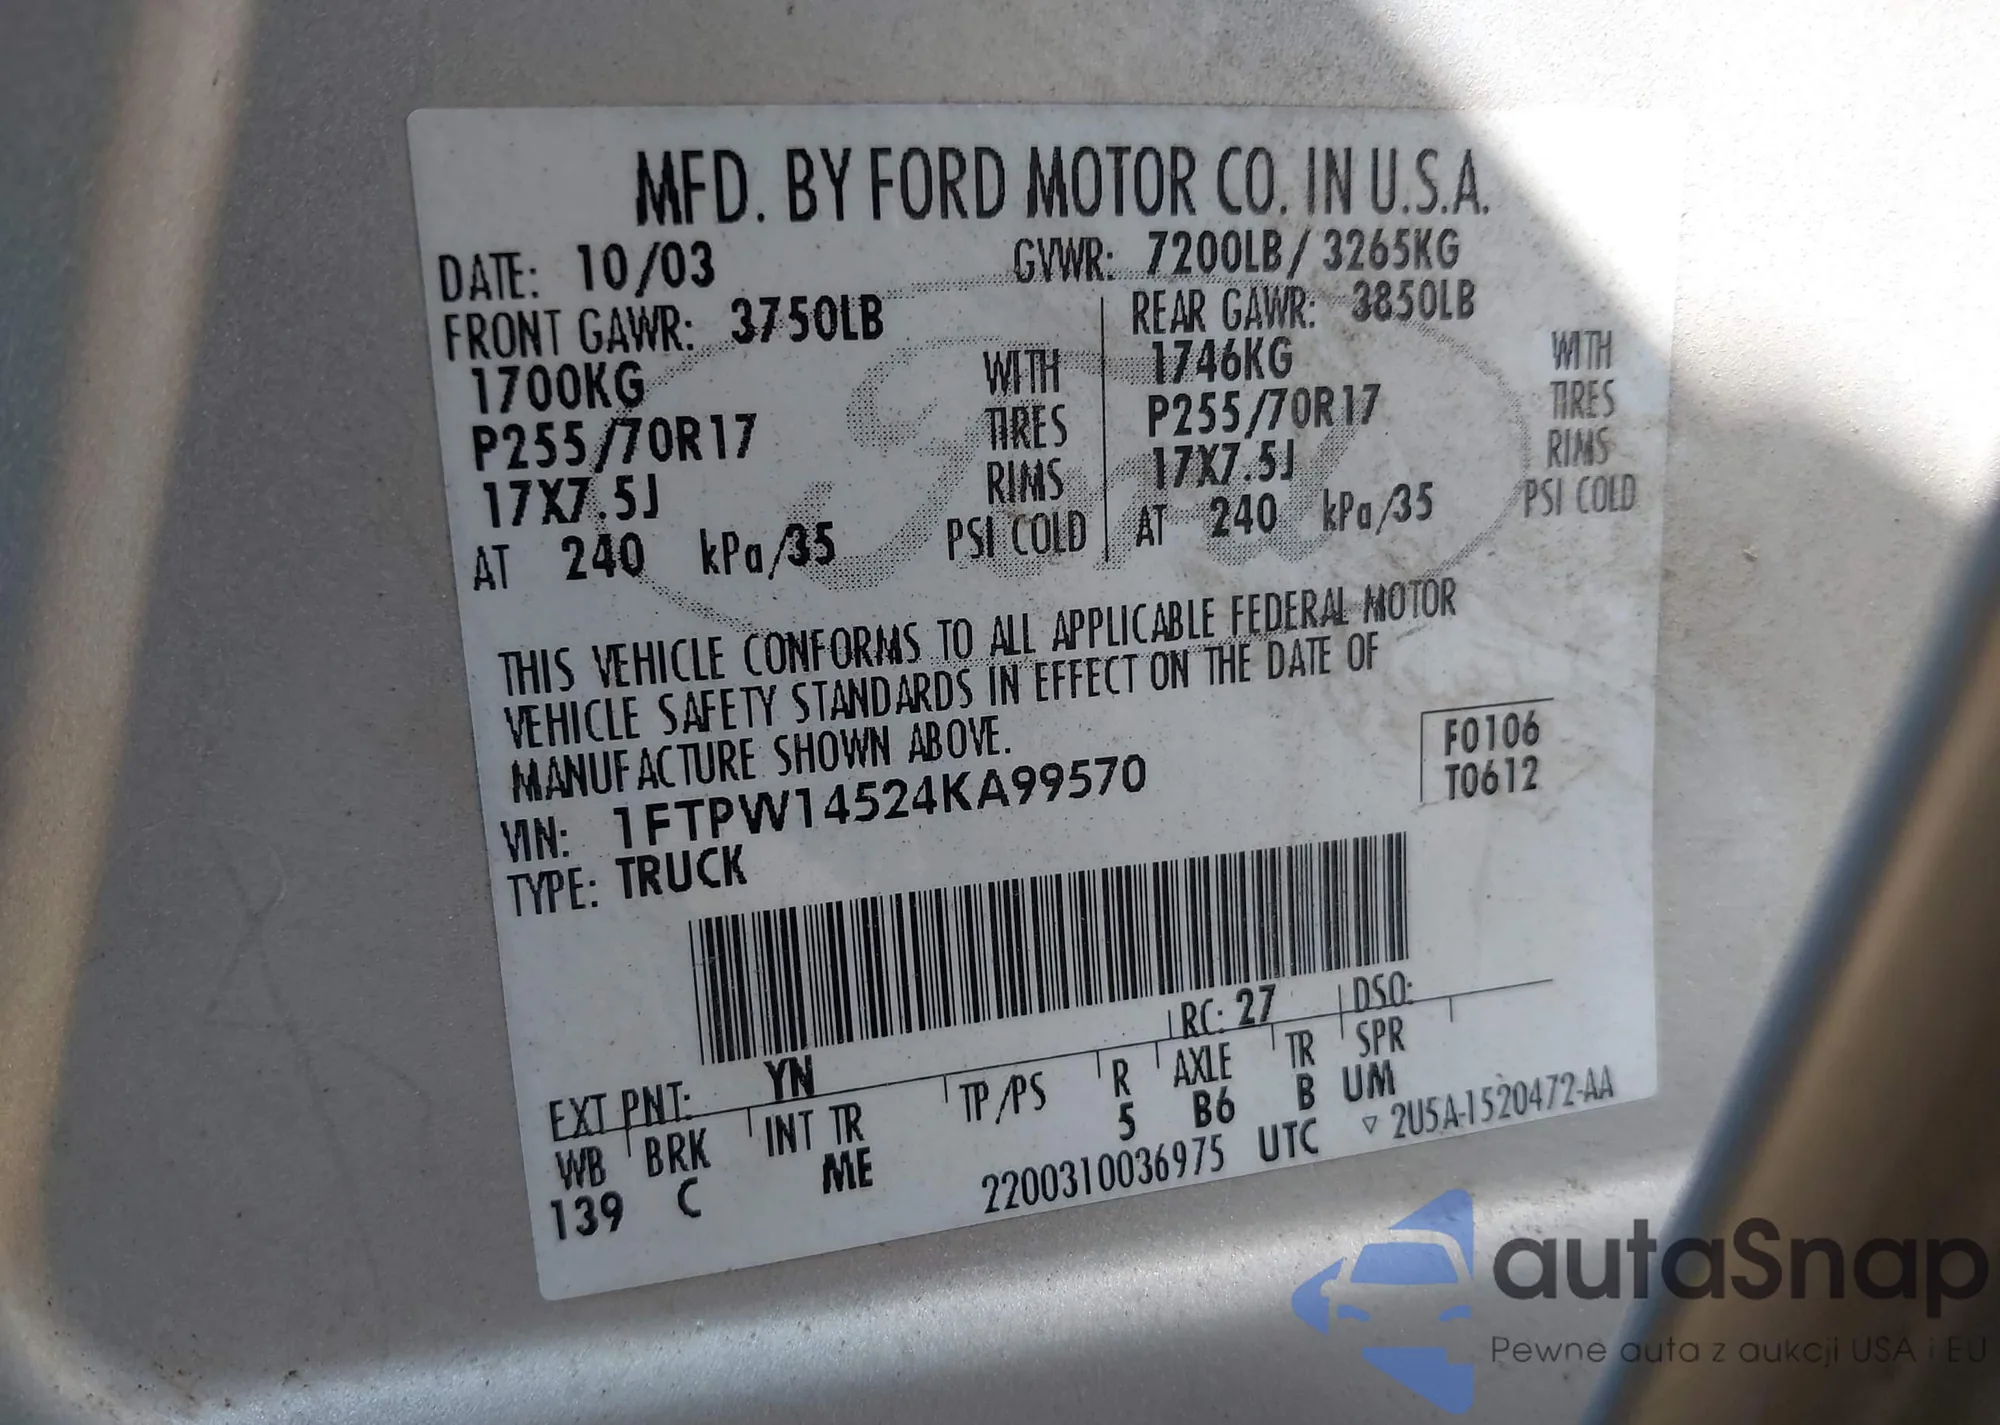 MFD. BY FORD MOTOR CO. IN U.S.A.
DATE: 10/03 GVWR: 7200LB/3265KG
FRONT GAWR: 3750LB REAR GAWR: 3850LB
1700KG WITH 1746KG WITH
P255/70R17 TIRES P255/70R17 TIRES
17X7.5J RIMS 17X7.5J RIMS
AT 240 kPa/35 PSI COLD AT 240 kPa/35 PSI COLD
THIS VEHICLE CONFORMS TO ALL APPLICABLE FEDERAL MOTOR
VEHICLE SAFETY STANDARDS IN EFFECT ON THE DATE OF
MANUFACTURE SHOWN ABOVE.
F0106
VIN: 1FTPW14524KA99570
T0612
TYPE: TRUCK
RC: 27 DSO:
EXT PNT: YN
WB BRK INT TR TP/PS R AXLE TR SPR
139 C ME 5 B6 B UM
2200310036975 UTC ▽ 2U5A-1520472-AA
Ford
autaSnap
Pewne auta z aukcji USA i EU